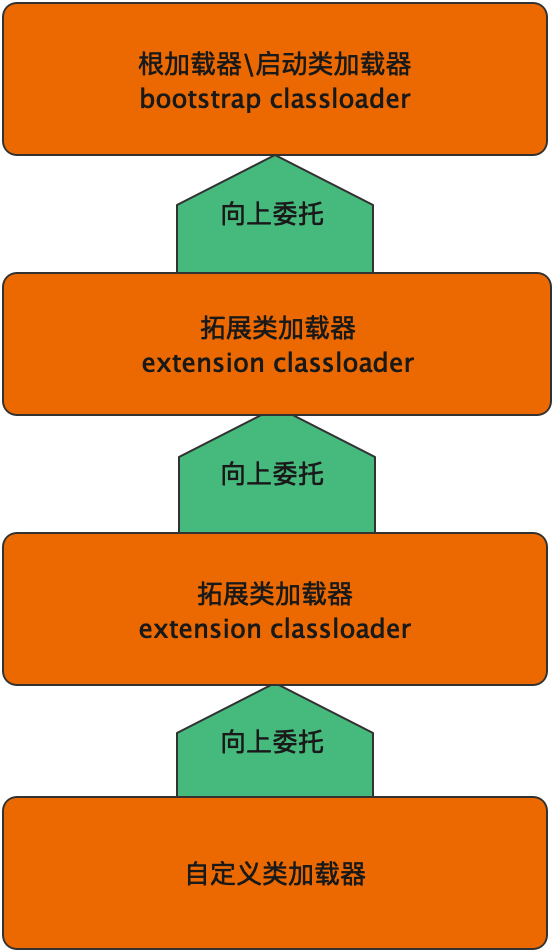 根加载器\启动类加载器
bootstrap classloader
向上委托
拓展类加载器
extension classloader
向上委托
拓展类加载器
extension classloader
向上委托
自定义类加载器